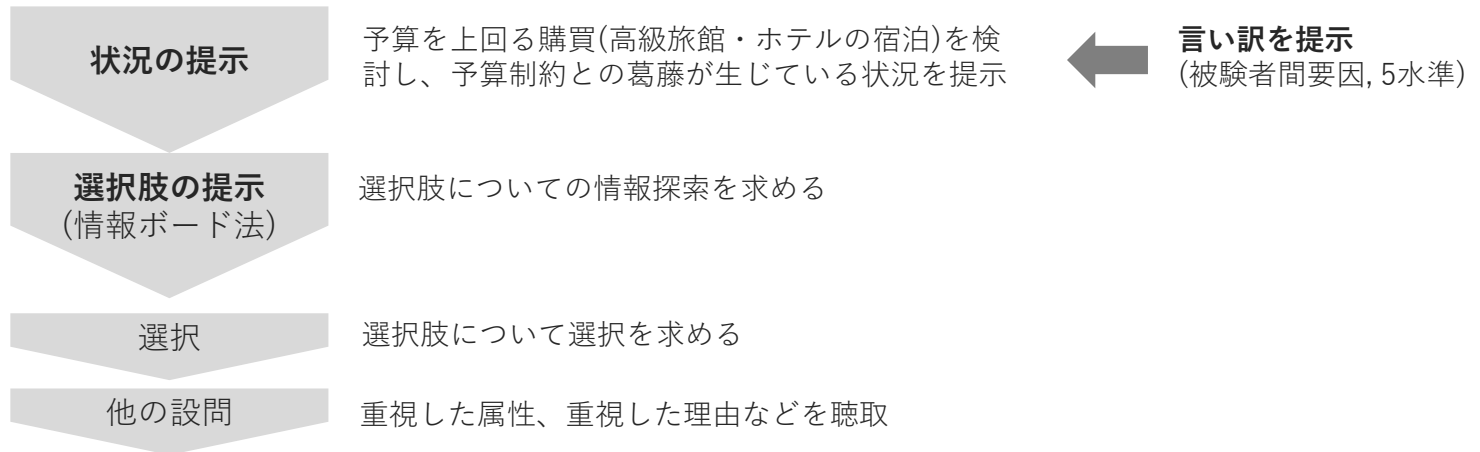 状況の提示
予算を上回る購買(高級旅館・ホテルの宿泊)を検
討し、予算制約との葛藤が生じている状況を提示
言い訳を提示
(被験者間要因, 5水準)
選択肢の提示
(情報ボード法)
選択肢についての情報探索を求める
選択
選択肢について選択を求める
他の設問
重視した属性、重視した理由などを聴取